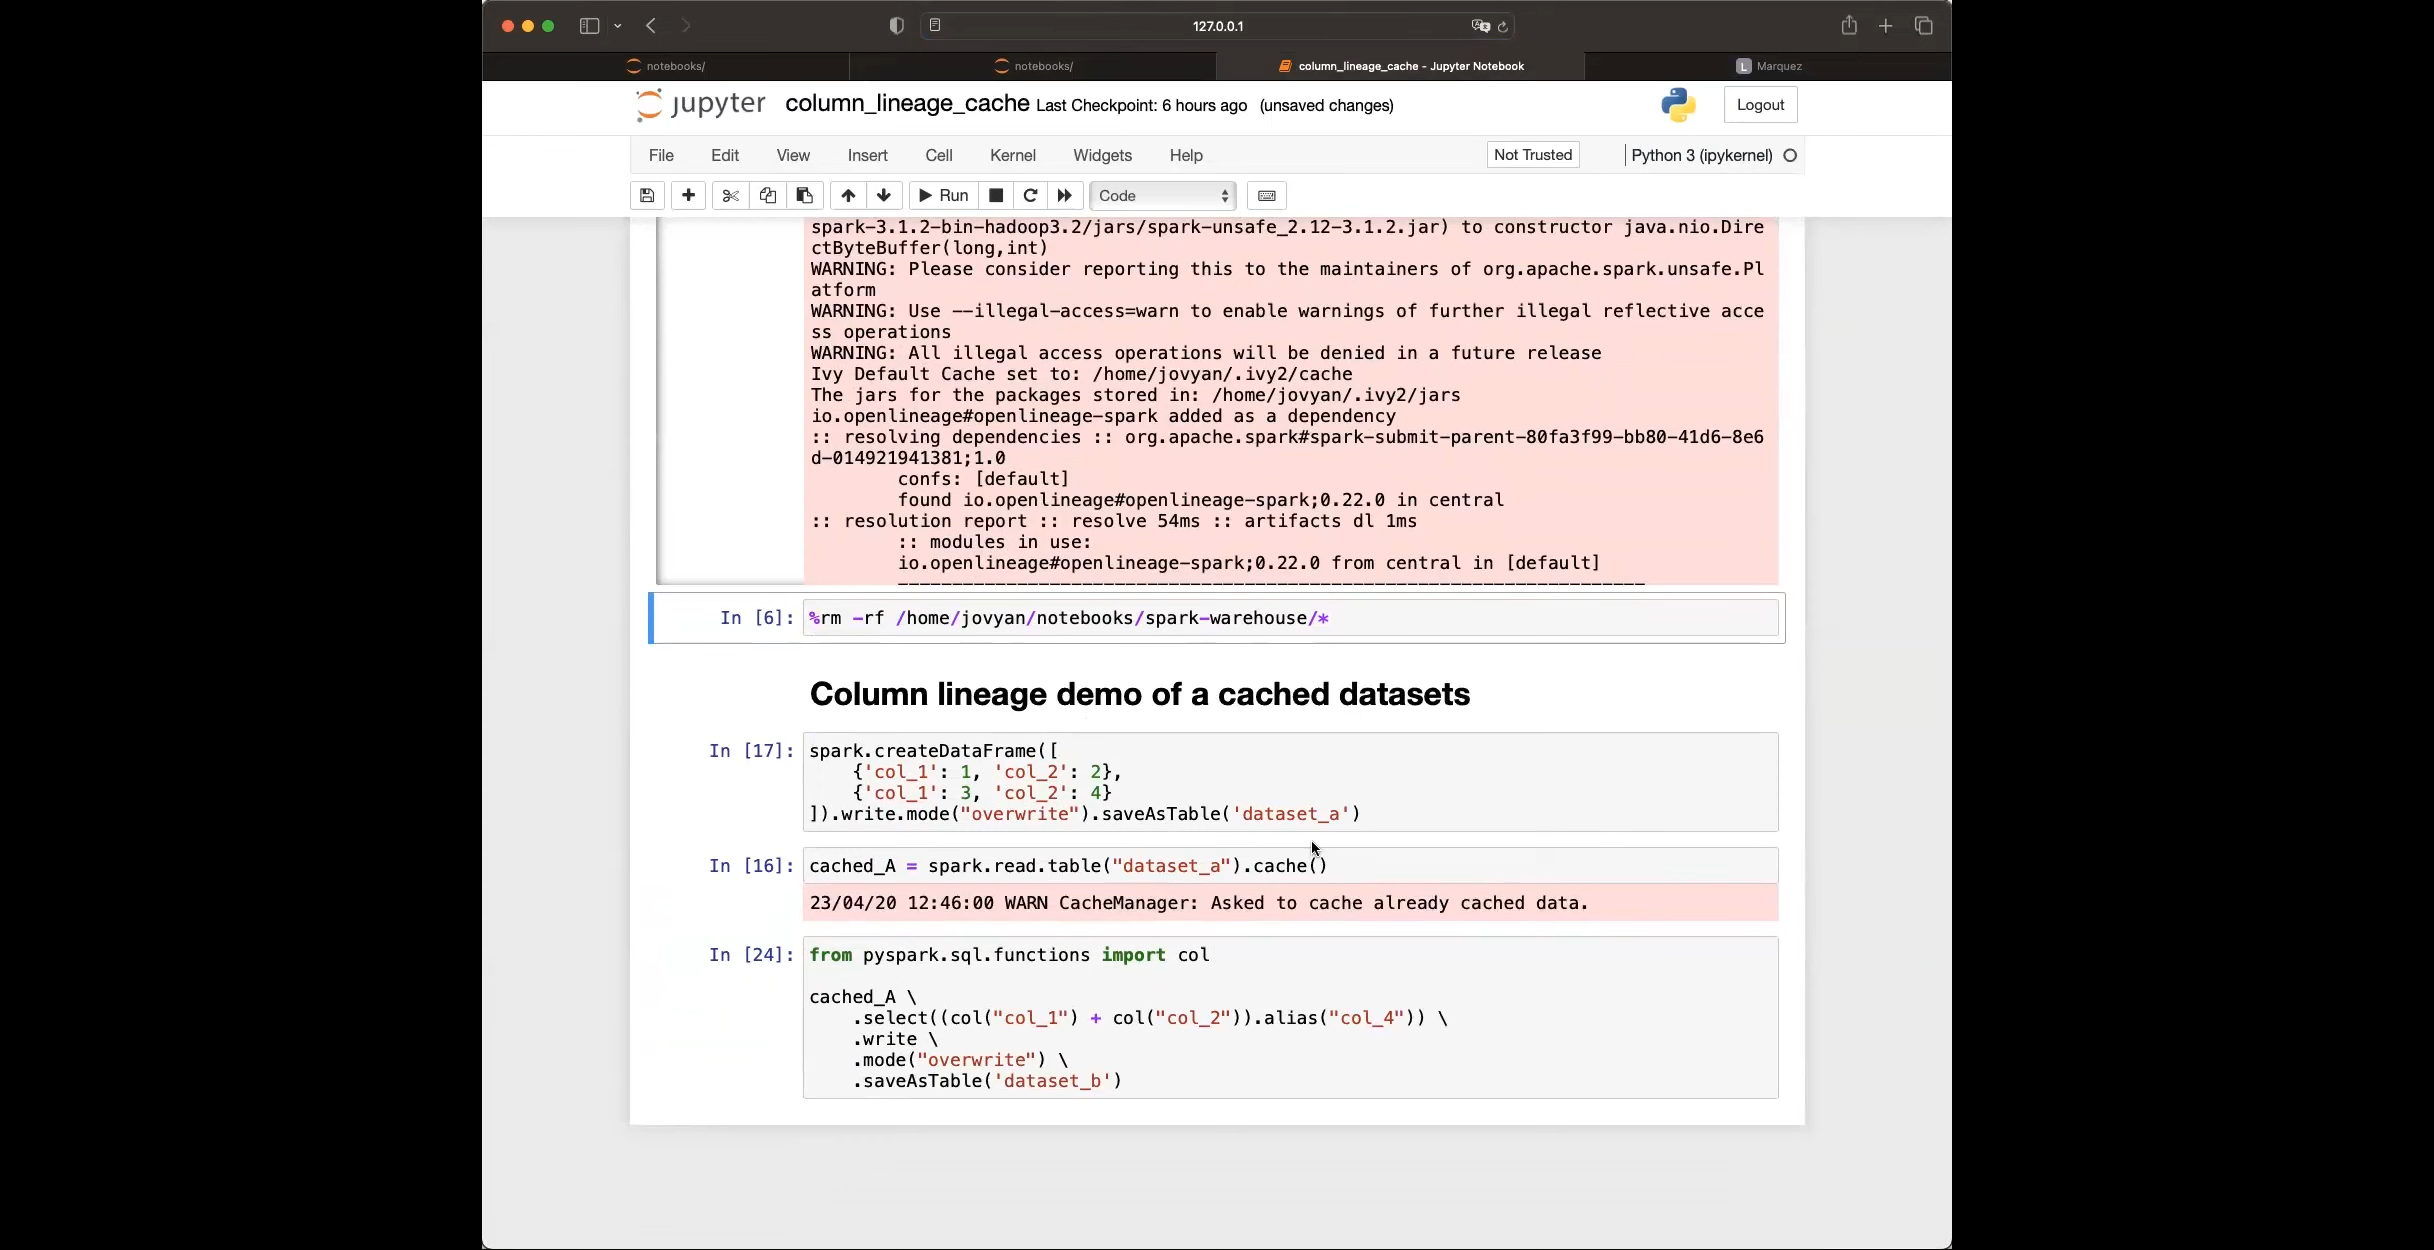 127.0.0.1
notebooks/
notebooks/
column_lineage_cache - Jupyter Notebook
L Marquez
jupyter column_lineage_cache Last Checkpoint: 6 hours ago (unsaved changes)
Logout
File Edit View Insert Cell Kernel Widgets Help
Not Trusted
Python 3 (ipykernel)
Run
Code
spark-3.1.2-bin-hadoop3.2/jars/spark-unsafe_2.12-3.1.2.jar) to constructor java.nio.Dire
ctByteBuffer(long,int)
WARNING: Please consider reporting this to the maintainers of org.apache.spark.unsafe.Pl
atform
WARNING: Use --illegal-access=warn to enable warnings of further illegal reflective acce
ss operations
WARNING: All illegal access operations will be denied in a future release
Ivy Default Cache set to: /home/jovyan/.ivy2/cache
The jars for the packages stored in: /home/jovyan/.ivy2/jars
io.openlineage#openlineage-spark added as a dependency
:: resolving dependencies :: org.apache.spark#spark-submit-parent-80fa3f99-bb80-41d6-8e6
d-014921941381;1.0
confs: [default]
found io.openlineage#openlineage-spark;0.22.0 in central
:: resolution report :: resolve 54ms :: artifacts dl 1ms
:: modules in use:
io.openlineage#openlineage-spark;0.22.0 from central in [default]
---------------------------------------------------------------------
In [6]: %rm -rf /home/jovyan/notebooks/spark-warehouse/*
Column lineage demo of a cached datasets
In [17]: spark.createDataFrame([
{'col_1': 1, 'col_2': 2},
{'col_1': 3, 'col_2': 4}
]).write.mode("overwrite").saveAsTable('dataset_a')
In [16]: cached_A = spark.read.table("dataset_a").cache()
23/04/20 12:46:00 WARN CacheManager: Asked to cache already cached data.
In [24]: from pyspark.sql.functions import col
cached_A \
.select((col("col_1") + col("col_2")).alias("col_4")) \
.write \
.mode("overwrite") \
.saveAsTable('dataset_b')